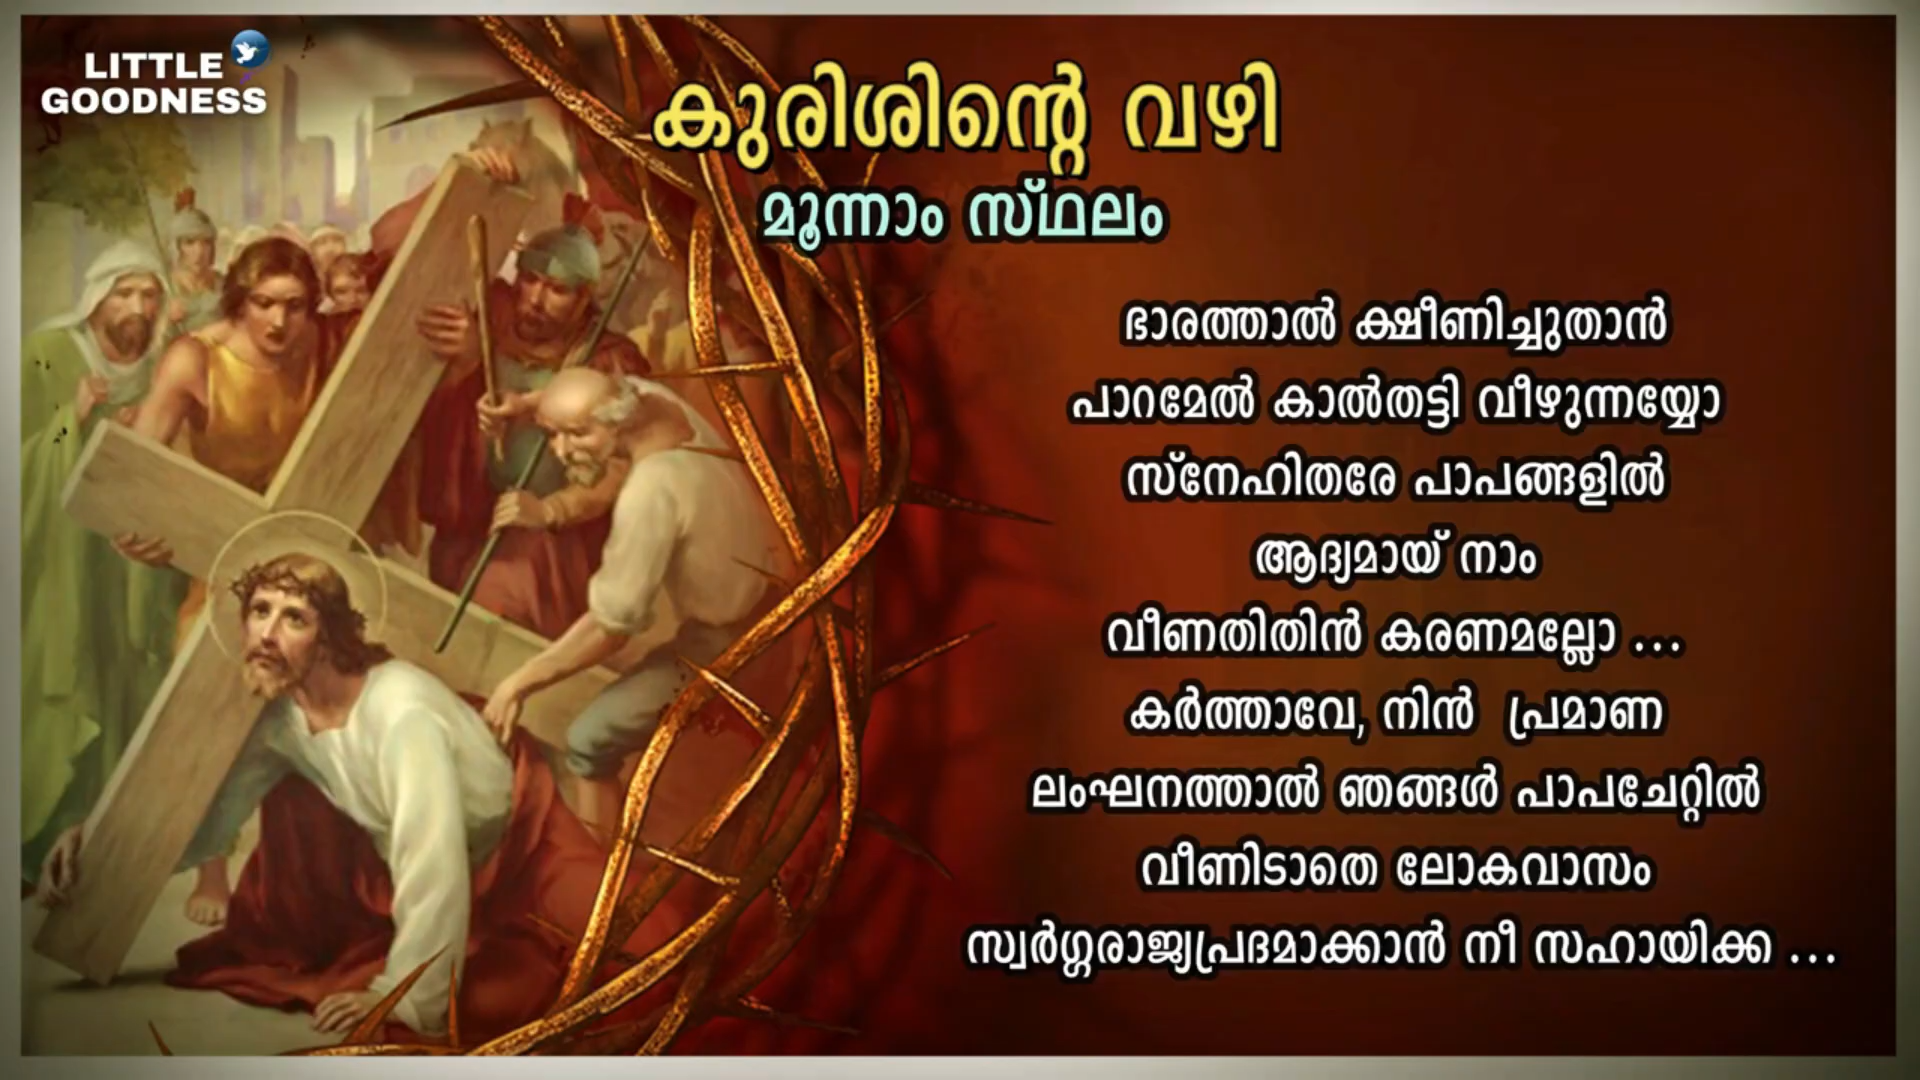 LITTLE
GOODNESS
കുരിശിന്റെ വഴി
മൂന്നാം സ്ഥലം
ഭാരത്താൽ ക്ഷീണിച്ചുതാൻ
പാറമേൽ കാൽതട്ടി വീഴുന്നയ്യോ
സ്നേഹിതരേ പാപങ്ങളിൽ
ആദ്യമായ് നാം
വീണതിതിൻ കരണമല്ലോ ...
കർത്താവേ, നിൻ പ്രമാണ
ലംഘനത്താൽ ഞങ്ങൾ പാപചേറ്റിൽ
വീണിടാതെ ലോകവാസം
സ്വർഗ്ഗരാജ്യപ്രദമാക്കാൻ നീ സഹായിക്ക ...